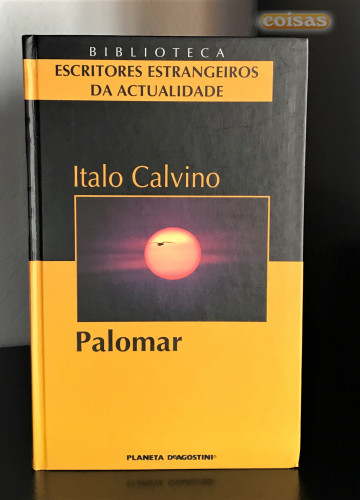 coisas
BIBLIOTECA
ESCRITORES ESTRANGEIROS
DA ACTUALIDADE
Italo Calvino
Palomar
PLANETA DeAGOSTINI